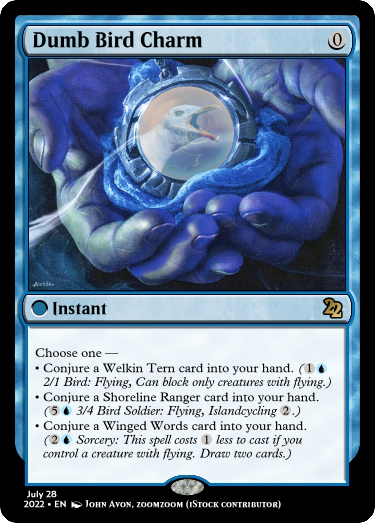 Dumb Bird Charm 0
Instant
Choose one —
• Conjure a Welkin Tern card into your hand. (1
2/1 Bird: Flying, Can block only creatures with flying.)
• Conjure a Shoreline Ranger card into your hand.
(5 3/4 Bird Soldier: Flying, Islandcycling 2.)
• Conjure a Winged Words card into your hand.
(2 Sorcery: This spell costs 1 less to cast if you
control a creature with flying. Draw two cards.)
July 28
2022 • EN John Avon, zoomzoom (iStock contributor)